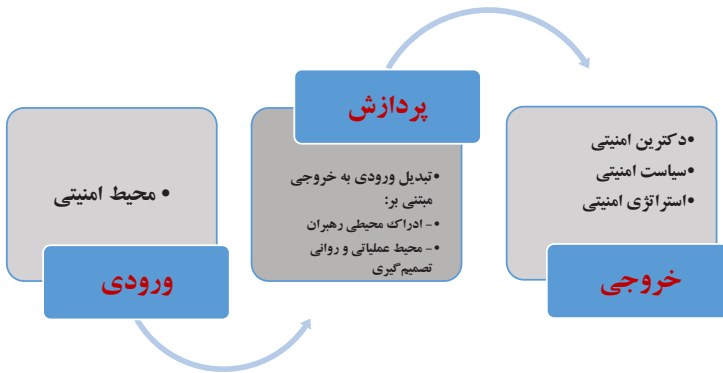 • محیط امنیتی
ورودی
پردازش
•تبدیل ورودی به خروجی
مبتنی بر:
•- ادراک محیطی رهبران
•- محیط عملیاتی و روانی
تصمیم‌گیری
•دکترین امنیتی
•سیاست امنیتی
•استراتژی امنیتی
خروجی